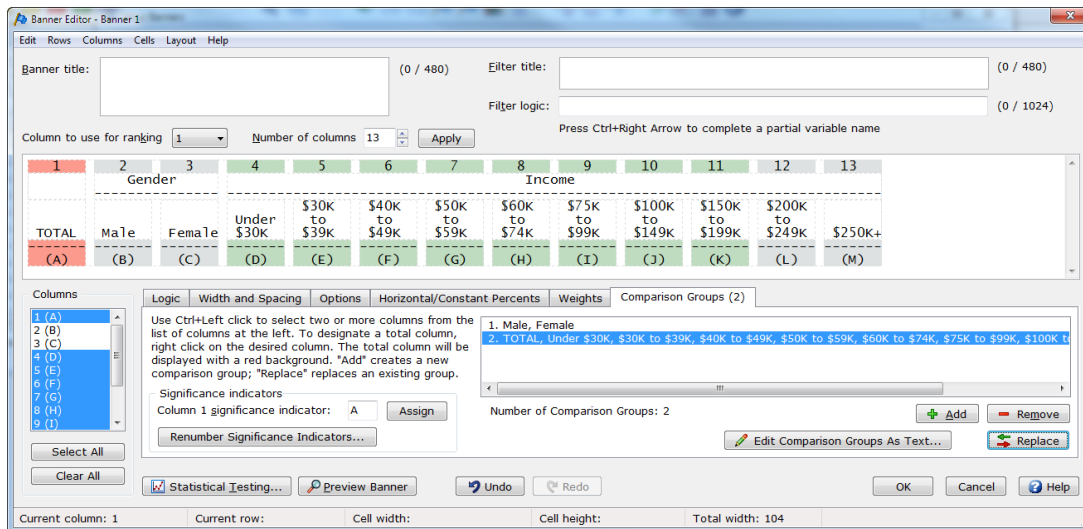 Banner Editor - Banner 1
Edit Rows Columns Cells Layout Help
Banner title: (0 / 480) Filter title: (0 / 480)
Filter logic: (0 / 1024)
Column to use for ranking 1 Number of columns 13 Apply Press Ctrl+Right Arrow to complete a partial variable name
1 2 3 4 5 6 7 8 9 10 11 12 13
Gender Income
$30K $40K $50K $60K $75K $100K $150K $200K
Under to to to to to to to to
TOTAL Male Female $30K $39K $49K $59K $74K $99K $149K $199K $249K $250K+
(A) (B) (C) (D) (E) (F) (G) (H) (I) (J) (K) (L) (M)
Columns
1 (A)
2 (B)
3 (C)
4 (D)
5 (E)
6 (F)
7 (G)
8 (H)
9 (I)
Select All
Clear All
Logic Width and Spacing Options Horizontal/Constant Percents Weights Comparison Groups (2)
Use Ctrl+Left click to select two or more columns from the
list of columns at the left. To designate a total column,
right click on the desired column. The total column will be
displayed with a red background. "Add" creates a new
comparison group; "Replace" replaces an existing group.
Significance indicators
Column 1 significance indicator: A Assign
Renumber Significance Indicators...
1. Male, Female
2. TOTAL, Under $30K, $30K to $39K, $40K to $49K, $50K to $59K, $60K to $74K, $75K to $99K, $100K to
Number of Comparison Groups: 2 Add Remove
Edit Comparison Groups As Text... Replace
Statistical Testing... Preview Banner Undo Redo OK Cancel Help
Current column: 1 Current row: Cell width: Cell height: Total width: 104